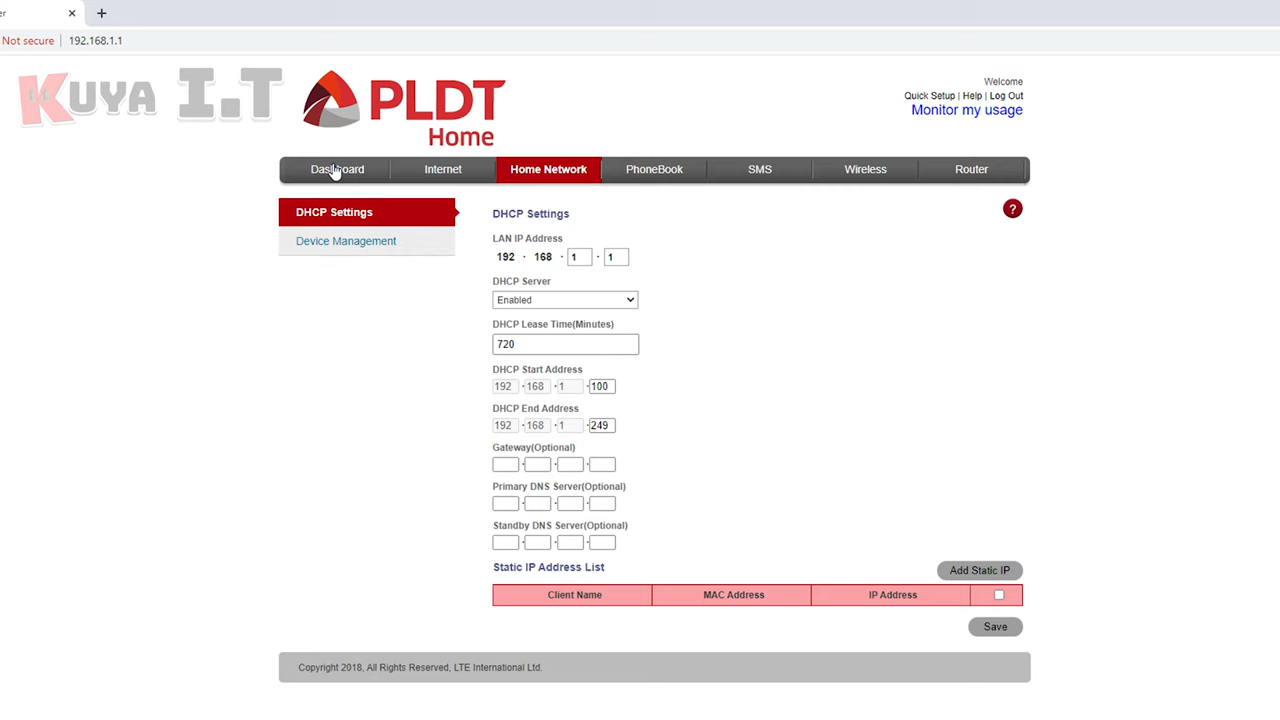 er
Not secure
192.168.1.1
KUYA I.T
PLDT
Home
Welcome
Quick Setup | Help | Log Out
Monitor my usage
Dashboard
Internet
Home Network
PhoneBook
SMS
Wireless
Router
DHCP Settings
Device Management
DHCP Settings
?
LAN IP Address
192 · 168 · 1 · 1
DHCP Server
Enabled
DHCP Lease Time(Minutes)
720
DHCP Start Address
192 · 168 · 1 · 100
DHCP End Address
192 · 168 · 1 · 249
Gateway(Optional)
Primary DNS Server(Optional)
Standby DNS Server(Optional)
Static IP Address List
Add Static IP
Client Name
MAC Address
IP Address
Save
Copyright 2018, All Rights Reserved, LTE International Ltd.